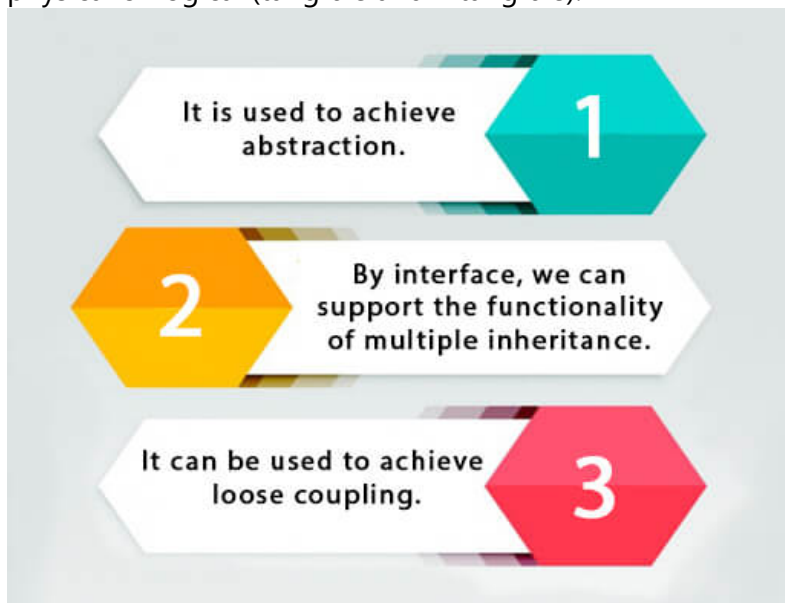 It is used to achieve
abstraction.
1
2
By interface, we can
support the functionality
of multiple inheritance.
It can be used to achieve
loose coupling.
3